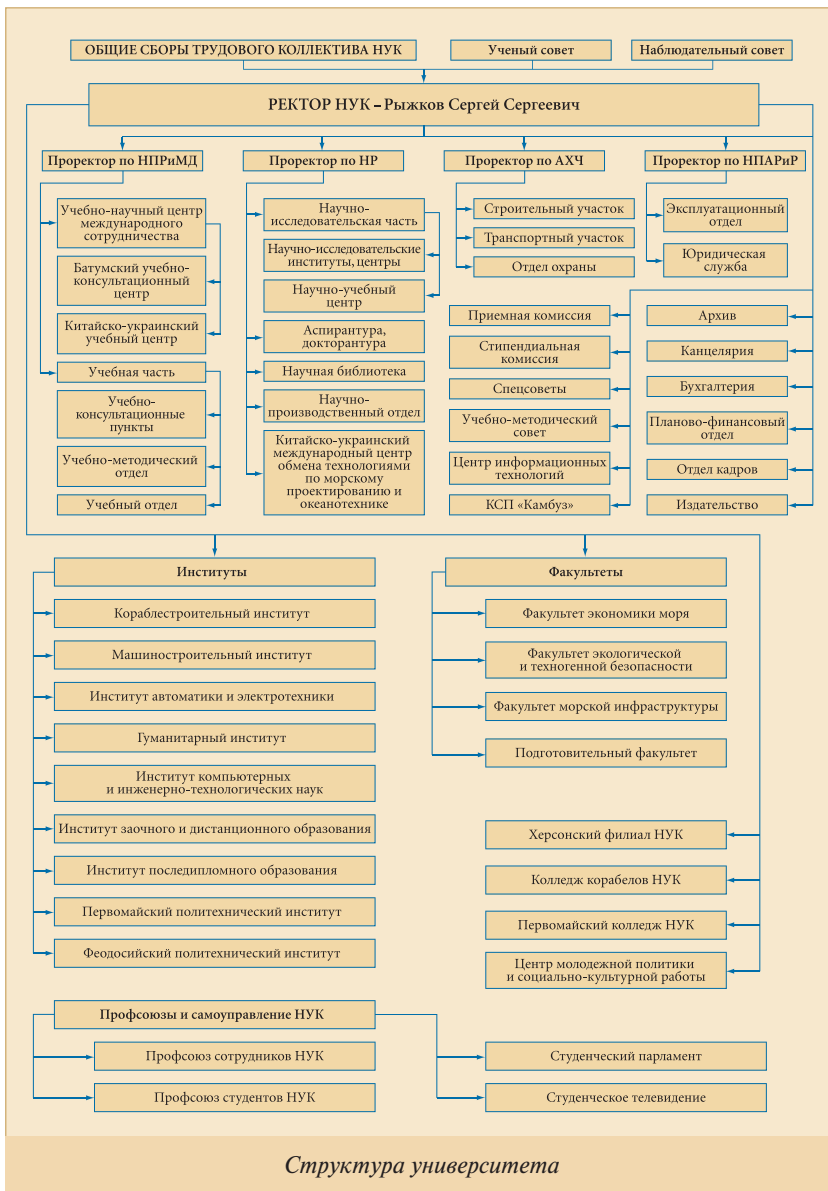 ОБЩИЕ СБОРЫ ТРУДОВОГО КОЛЛЕКТИВА НУК
Ученый совет
Наблюдательный совет
РЕКТОР НУК – Рыжков Сергей Сергеевич
Проректор по НПРиМД
Проректор по НР
Проректор по АХЧ
Проректор по НПАРиР
Учебно-научный центр
международного
сотрудничества
Батумский учебно-
консультационный
центр
Китайско-украинский
учебный центр
Учебная часть
Учебно-
консультационные
пункты
Учебно-методический
отдел
Учебный отдел
Научно-
исследовательская часть
Научно-исследовательские
институты, центры
Научно-учебный
центр
Аспирантура,
докторантура
Научная библиотека
Научно-
производственный отдел
Китайско-украинский
международный центр
обмена технологиями
по морскому
проектированию и
океанотехнике
Строительный участок
Транспортный участок
Отдел охраны
Эксплуатационный
отдел
Юридическая
служба
Приемная комиссия
Стипендиальная
комиссия
Спецсоветы
Учебно-методический
совет
Центр информационных
технологий
КСП «Камбуз»
Архив
Канцелярия
Бухгалтерия
Планово-финансовый
отдел
Отдел кадров
Издательство
Институты
Кораблестроительный институт
Машиностроительный институт
Институт автоматики и электротехники
Гуманитарный институт
Институт компьютерных
и инженерно-технологических наук
Институт заочного и дистанционного образования
Институт последипломного образования
Первомайский политехнический институт
Феодосийский политехнический институт
Факультеты
Факультет экономики моря
Факультет экологической
и техногенной безопасности
Факультет морской инфраструктуры
Подготовительный факультет
Херсонский филиал НУК
Колледж корабелов НУК
Первомайский колледж НУК
Центр молодежной политики
и социально-культурной работы
Профсоюзы и самоуправление НУК
Профсоюз сотрудников НУК
Профсоюз студентов НУК
Студенческий парламент
Студенческое телевидение
Структура университета